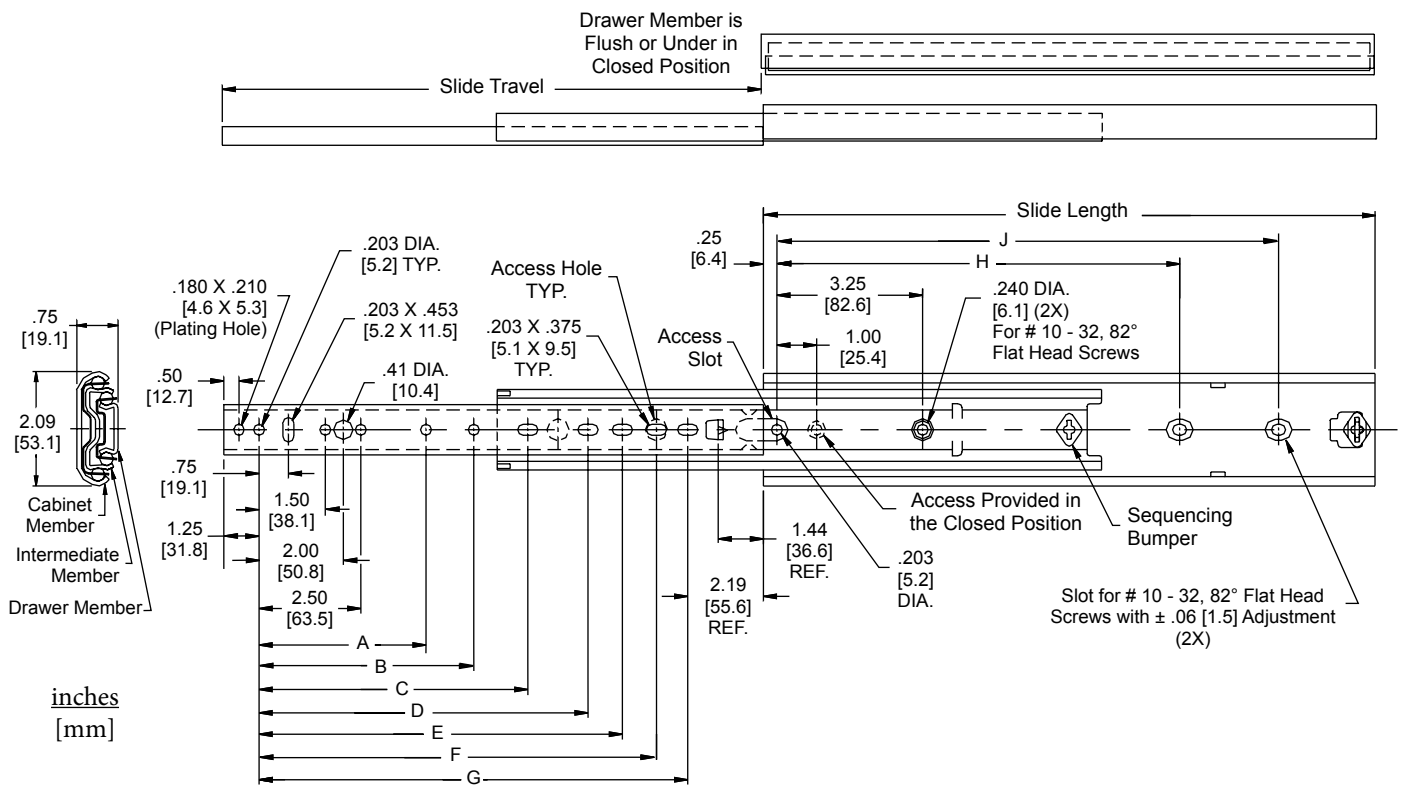 Drawer Member is
Flush or Under in
Closed Position
Slide Travel
Slide Length
J
H
.25
[6.4]
3.25
[82.6]
1.00
[25.4]
.240 DIA.
[6.1] (2X)
For # 10 - 32, 82°
Flat Head Screws
.203 DIA.
[5.2] TYP.
Access Hole
TYP.
.180 X .210
[4.6 X 5.3]
(Plating Hole)
.203 X .453
[5.2 X 11.5]
.203 X .375
[5.1 X 9.5]
TYP.
Access
Slot
.75
[19.1]
.50
[12.7]
.41 DIA.
[10.4]
2.09
[53.1]
.75
[19.1]
Cabinet
Member
Intermediate
Member
Drawer Member
1.50
[38.1]
1.25
[31.8]
2.00
[50.8]
2.50
[63.5]
1.44
[36.6]
REF.
2.19
[55.6]
REF.
.203
[5.2]
DIA.
Access Provided in
the Closed Position
Sequencing
Bumper
Slot for # 10 - 32, 82° Flat Head
Screws with ± .06 [1.5] Adjustment
(2X)
A
B
C
D
E
F
G
inches
[mm]